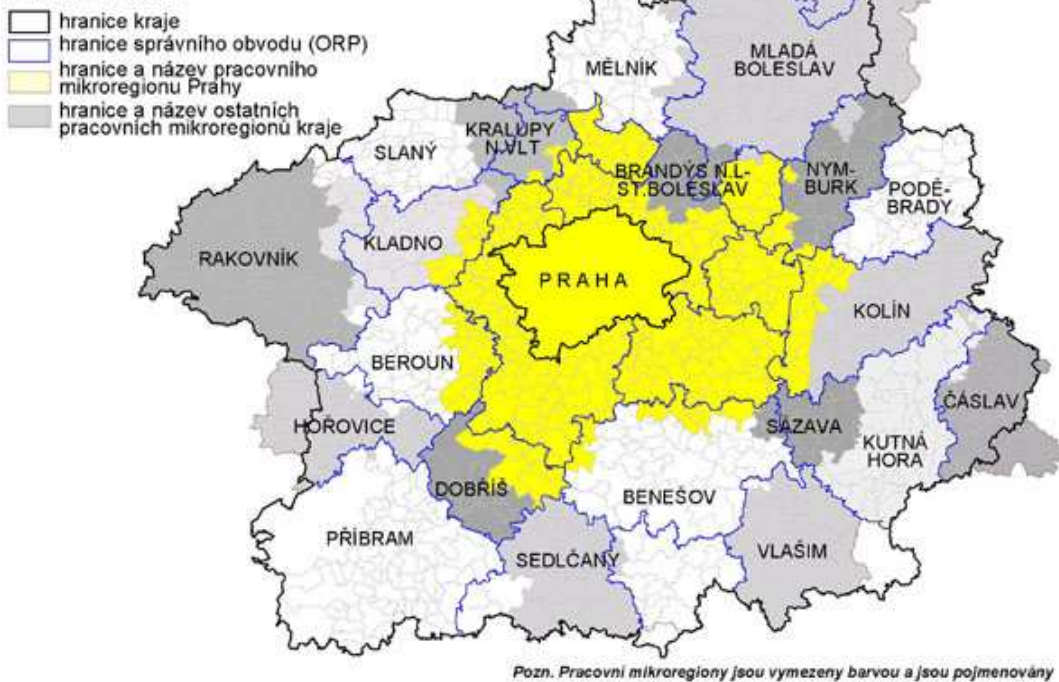 hranice kraje
hranice správního obvodu (ORP)
hranice a název pracovního
mikroregionu Prahy
hranice a název ostatních
pracovních mikroregionů kraje
MĚLNÍK
MLADÁ
BOLESLAV
SLANÝ
KRALUPY
N.VLT
BRANDÝS N.L-
ST.BOLESLAV
NYM-
BURK
PODĚ-
BRADY
RAKOVNÍK
KLADNO
PRAHA
KOLÍN
BEROUN
HOŘOVICE
SÁZAVA
ČÁSLAV
KUTNÁ
HORA
DOBŘÍŠ
BENEŠOV
PŘÍBRAM
SEDLČANY
VLAŠIM
Pozn. Pracovní mikroregiony jsou vymezeny barvou a jsou pojmenovány